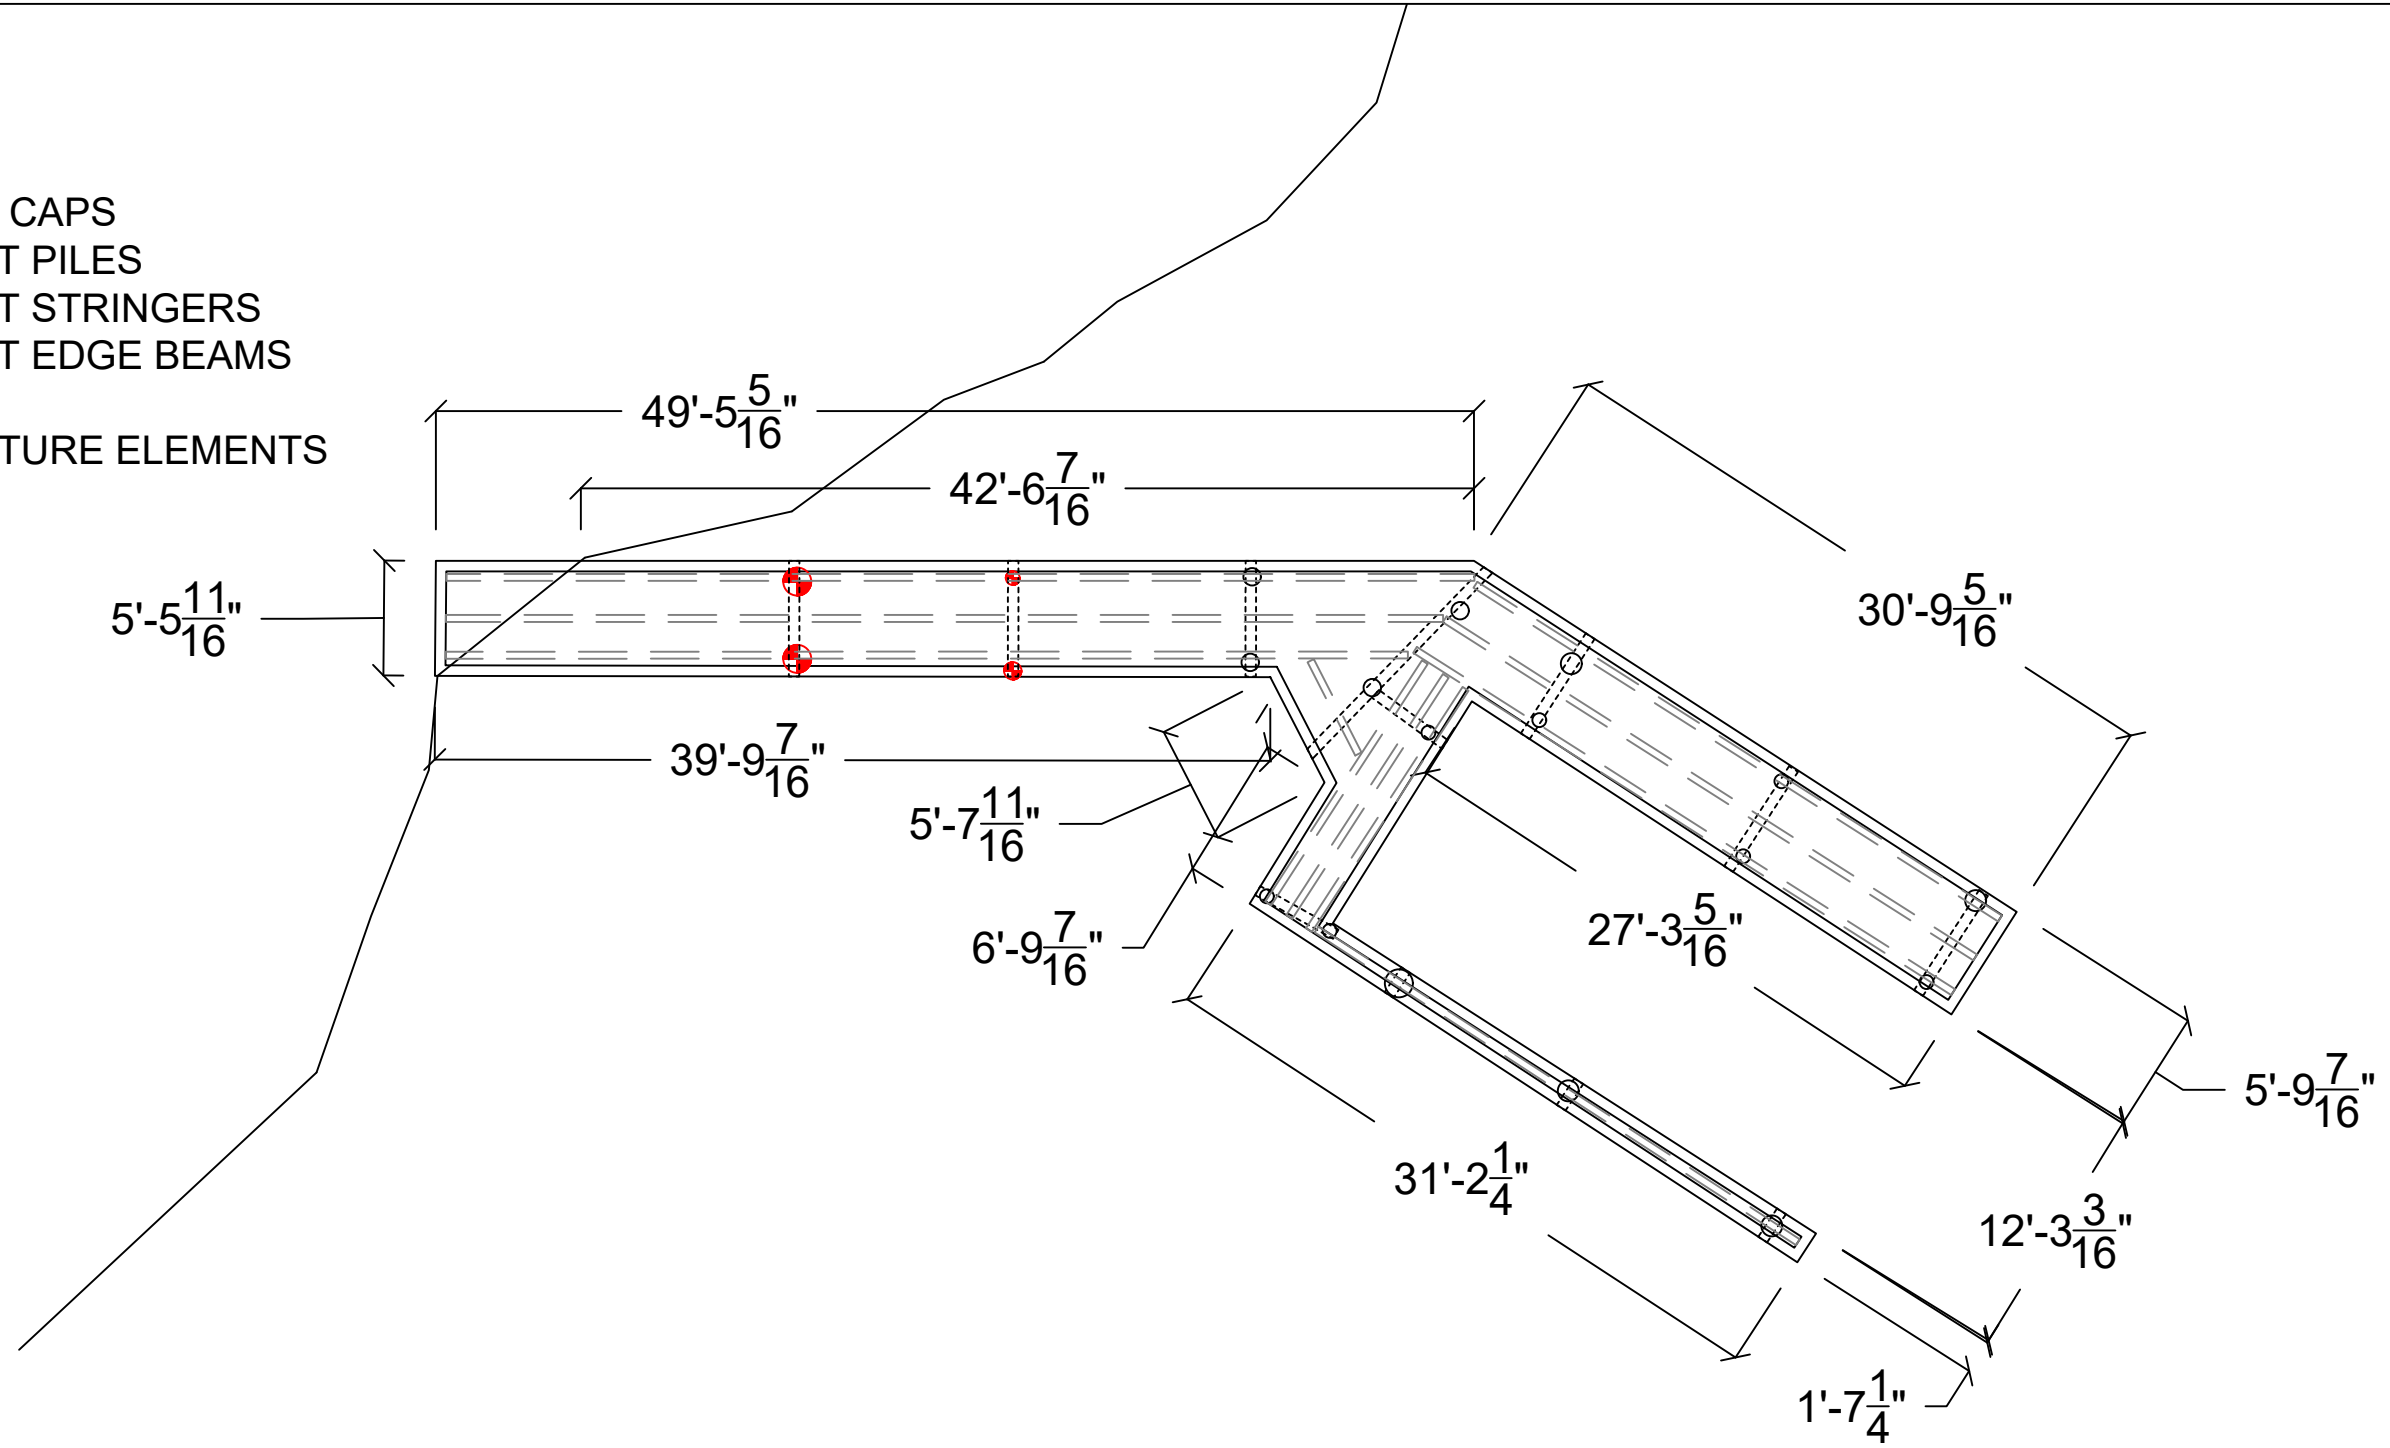 CAPS
T PILES
T STRINGERS
T EDGE BEAMS
TURE ELEMENTS
49'-5 5/16"
42'-6 7/16"
30'-9 5/16"
5'-5 11/16"
39'-9 7/16"
5'-7 11/16"
6'-9 7/16"
27'-3 5/16"
5'-9 7/16"
31'-2 1/4"
12'-3 3/16"
1'-7 1/4"